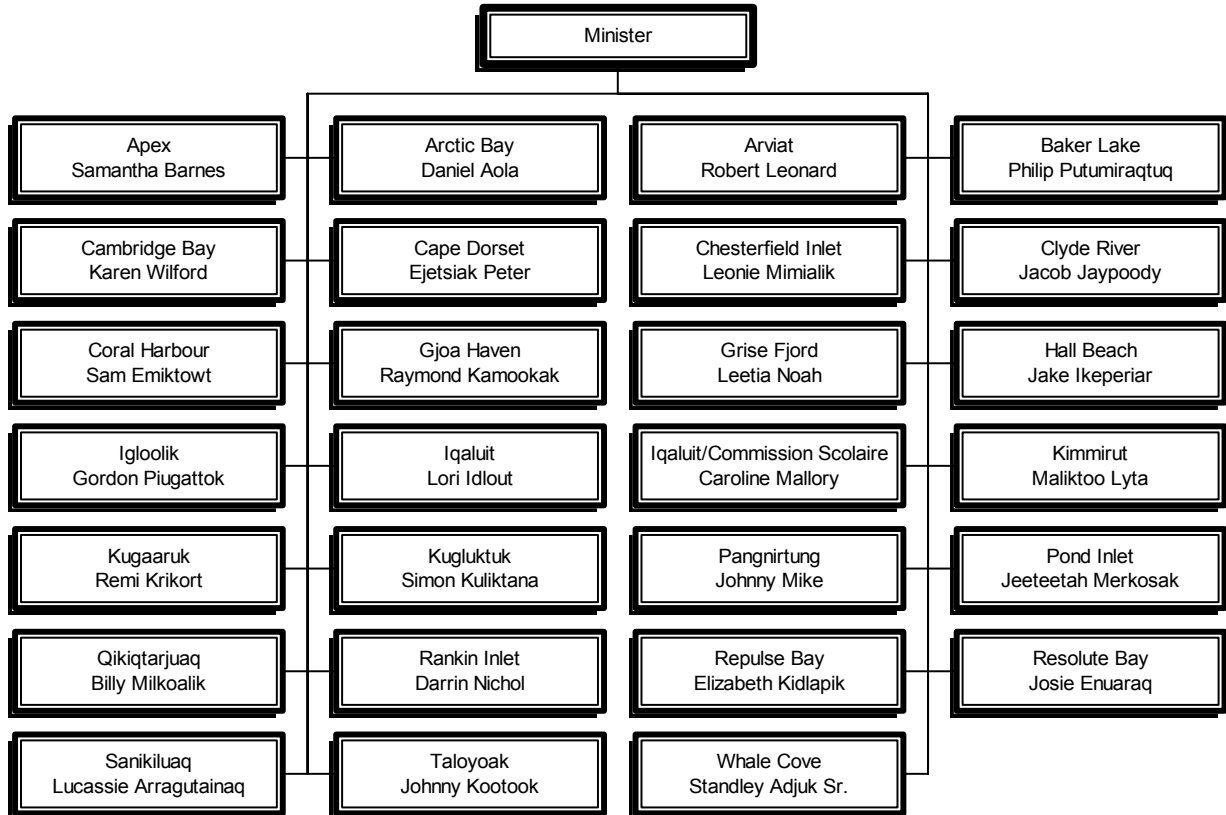 Minister
Apex
Samantha Barnes
Arctic Bay
Daniel Aola
Arviat
Robert Leonard
Baker Lake
Philip Putumiraqtuq
Cambridge Bay
Karen Wilford
Cape Dorset
Ejetsiak Peter
Chesterfield Inlet
Leonie Mimialik
Clyde River
Jacob Jaypoody
Coral Harbour
Sam Emiktowt
Gjoa Haven
Raymond Kamookak
Grise Fjord
Leetia Noah
Hall Beach
Jake Ikeperiar
Igloolik
Gordon Piugattok
Iqaluit
Lori Idlout
Iqaluit/Commission Scolaire
Caroline Mallory
Kimmirut
Maliktoo Lyta
Kugaaruk
Remi Krikort
Kugluktuk
Simon Kuliktana
Pangnirtung
Johnny Mike
Pond Inlet
Jeeteetah Merkosak
Qikiqtarjuaq
Billy Milkoalik
Rankin Inlet
Darrin Nichol
Repulse Bay
Elizabeth Kidlapik
Resolute Bay
Josie Enuaraq
Sanikiluaq
Lucassie Arragutainaq
Taloyoak
Johnny Kootook
Whale Cove
Standley Adjuk Sr.